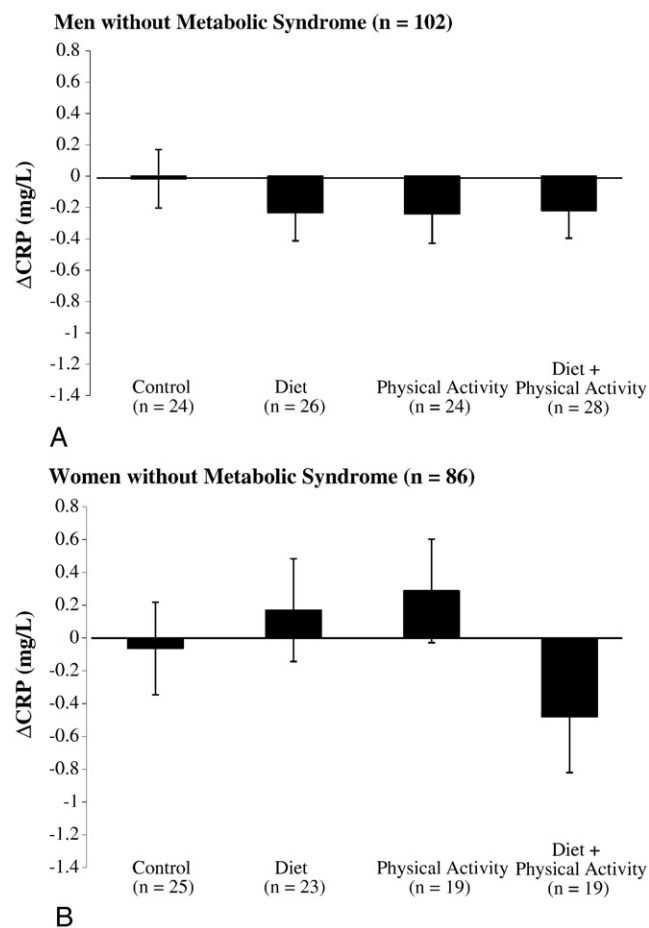 Men without Metabolic Syndrome (n = 102)
0.8
0.6
0.4
0.2
0
-0.2
-0.4
-0.6
-0.8
-1
-1.2
-1.4
ΔCRP (mg/L)
Control
(n = 24)
Diet
(n = 26)
Physical Activity
(n = 24)
Diet +
Physical Activity
(n = 28)
A
Women without Metabolic Syndrome (n = 86)
0.8
0.6
0.4
0.2
0
-0.2
-0.4
-0.6
-0.8
-1
-1.2
-1.4
ΔCRP (mg/L)
Control
(n = 25)
Diet
(n = 23)
Physical Activity
(n = 19)
Diet +
Physical Activity
(n = 19)
B